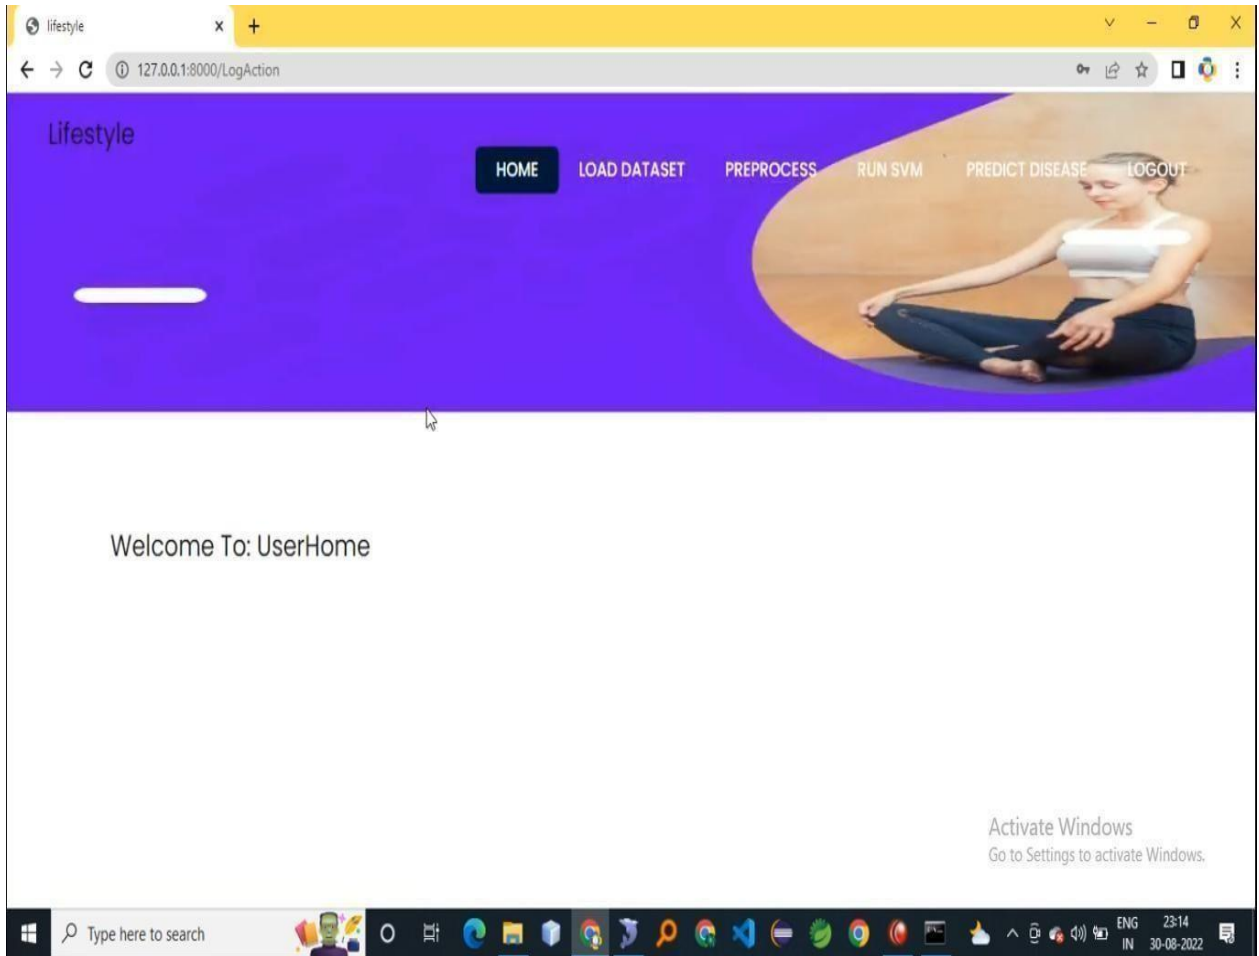 lifestyle
127.0.0.1:8000/LogAction
Lifestyle
HOME LOAD DATASET PREPROCESS RUN SVM PREDICT DISEASE LOGOUT
Welcome To: UserHome
Activate Windows
Go to Settings to activate Windows.
Type here to search
ENG 23:14
IN 30-08-2022